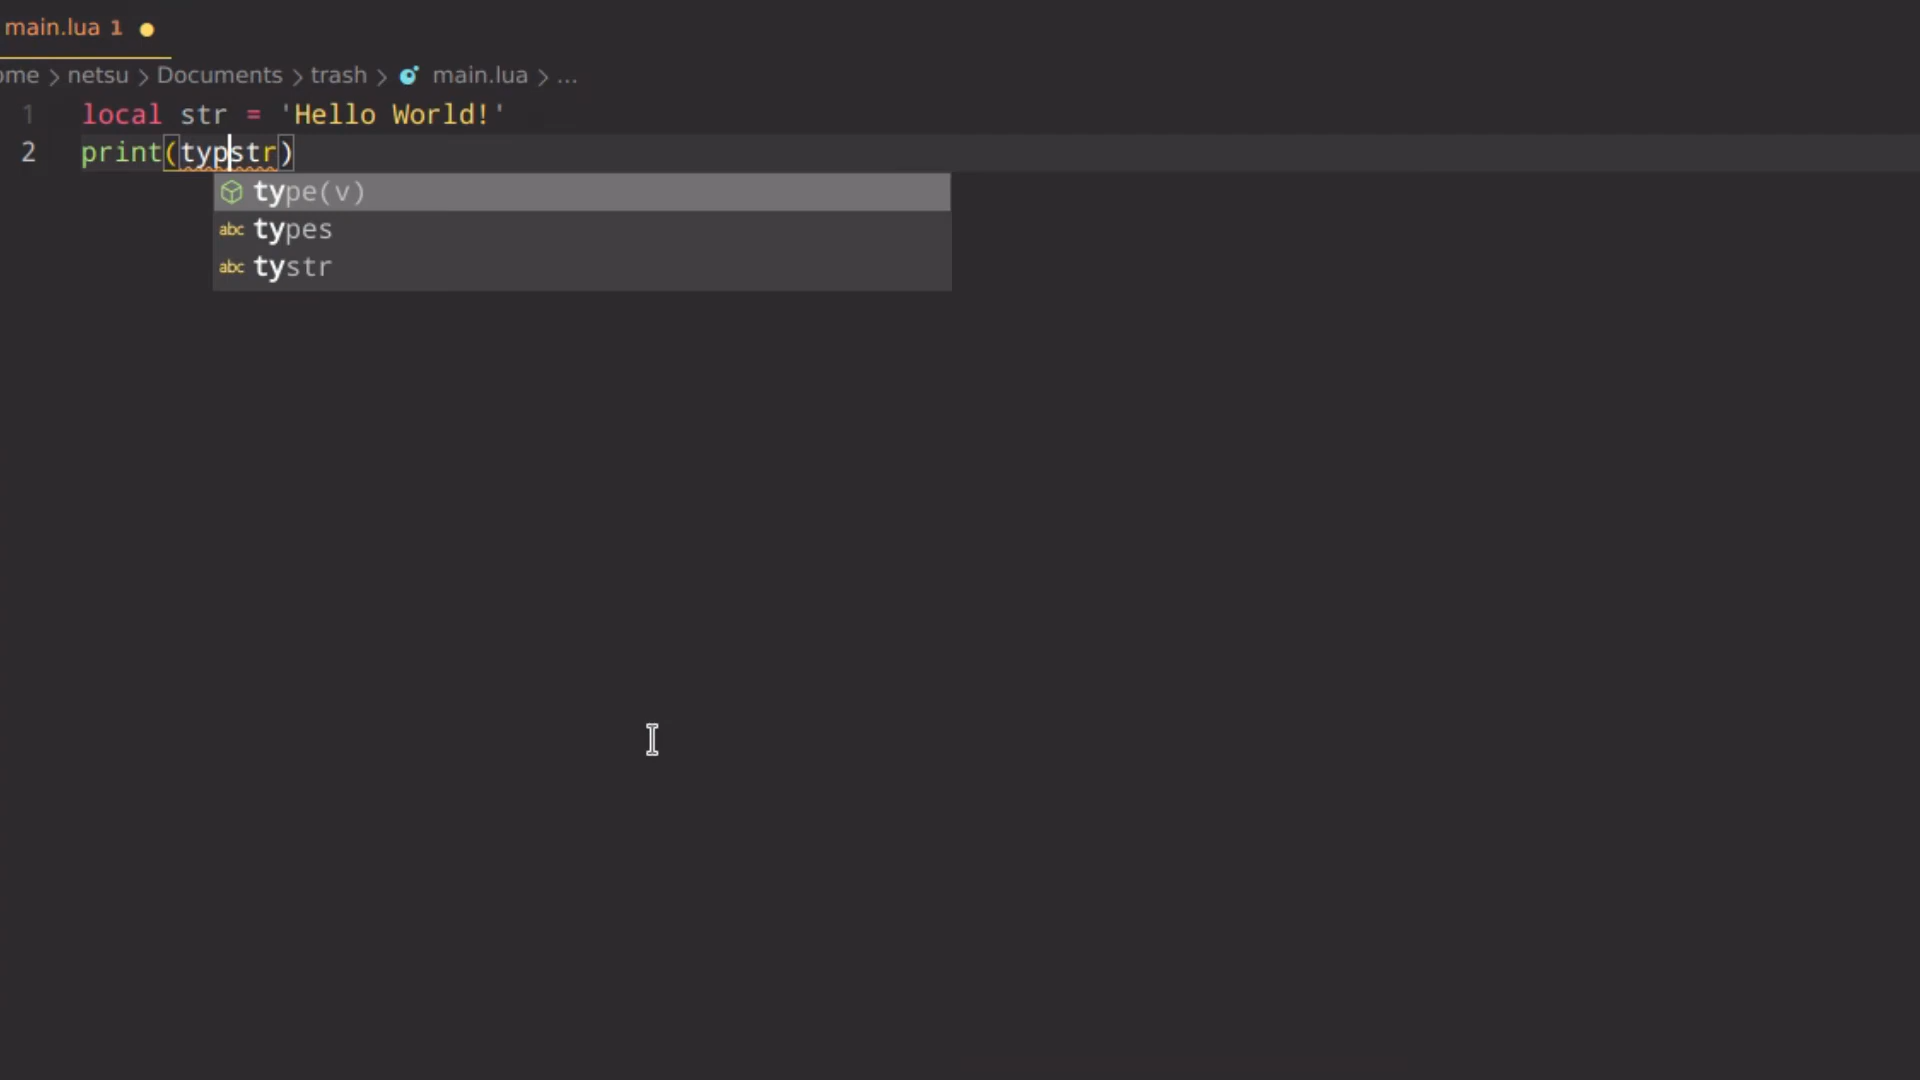 main.lua 1
ome > netsu > Documents > trash > main.lua > ...
1 local str = 'Hello World!'
2 print(typstr)
type(v)
abc types
abc tystr